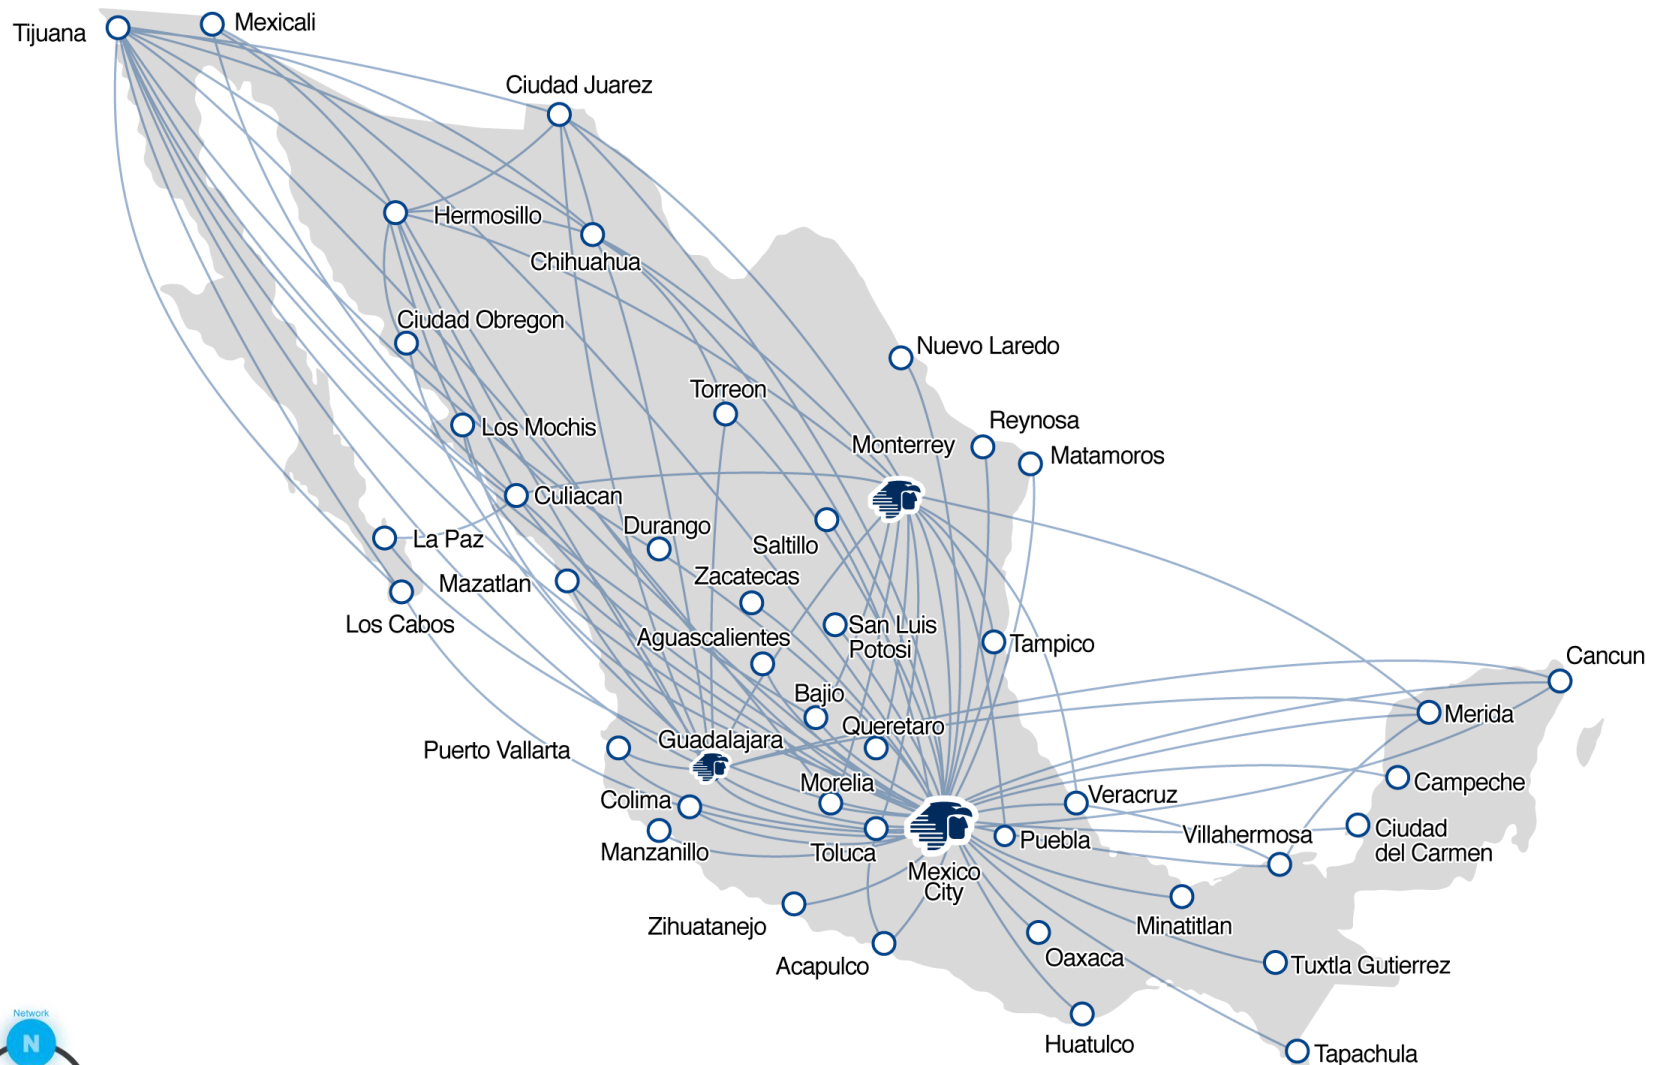 Tijuana
Mexicali
Ciudad Juarez
Hermosillo
Chihuahua
Ciudad Obregon
Nuevo Laredo
Torreon
Reynosa
Los Mochis
Monterrey
Matamoros
Culiacan
Durango
La Paz
Saltillo
Mazatlan
Zacatecas
Los Cabos
Aguascalientes
San Luis
Potosi
Tampico
Cancun
Bajio
Merida
Queretaro
Guadalajara
Puerto Vallarta
Morelia
Campeche
Colima
Veracruz
Villahermosa
Ciudad
del Carmen
Puebla
Manzanillo
Toluca
Mexico
City
Zihuatanejo
Minatitlan
Acapulco
Oaxaca
Tuxtla Gutierrez
Huatulco
Tapachula
Network
N